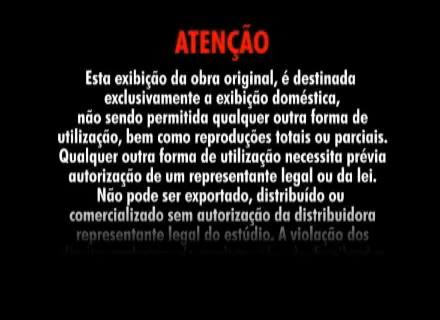 ATENÇÃO
Esta exibição da obra original, é destinada
exclusivamente a exibição doméstica,
não sendo permitida qualquer outra forma de
utilização, bem como reproduções totais ou parciais.
Qualquer outra forma de utilização necessita prévia
autorização de um representante legal ou da lei.
Não pode ser exportado, distribuído ou
comercializado sem autorização da distribuidora
representante legal do estúdio. A violação dos